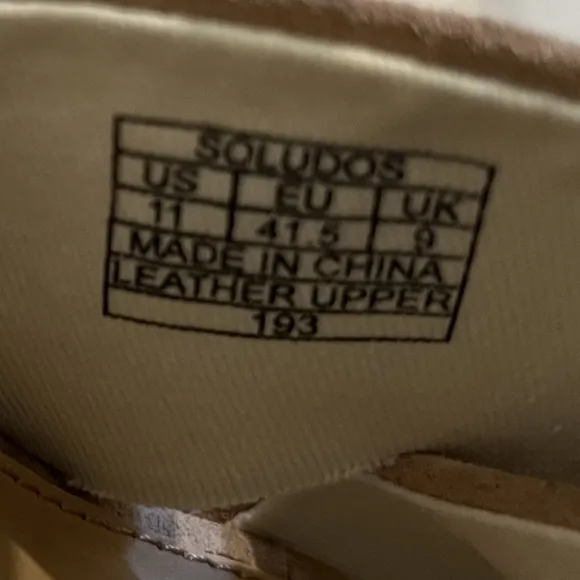 SOLUDOS
US EU UK
11 41.5 9
MADE IN CHINA
LEATHER UPPER
193